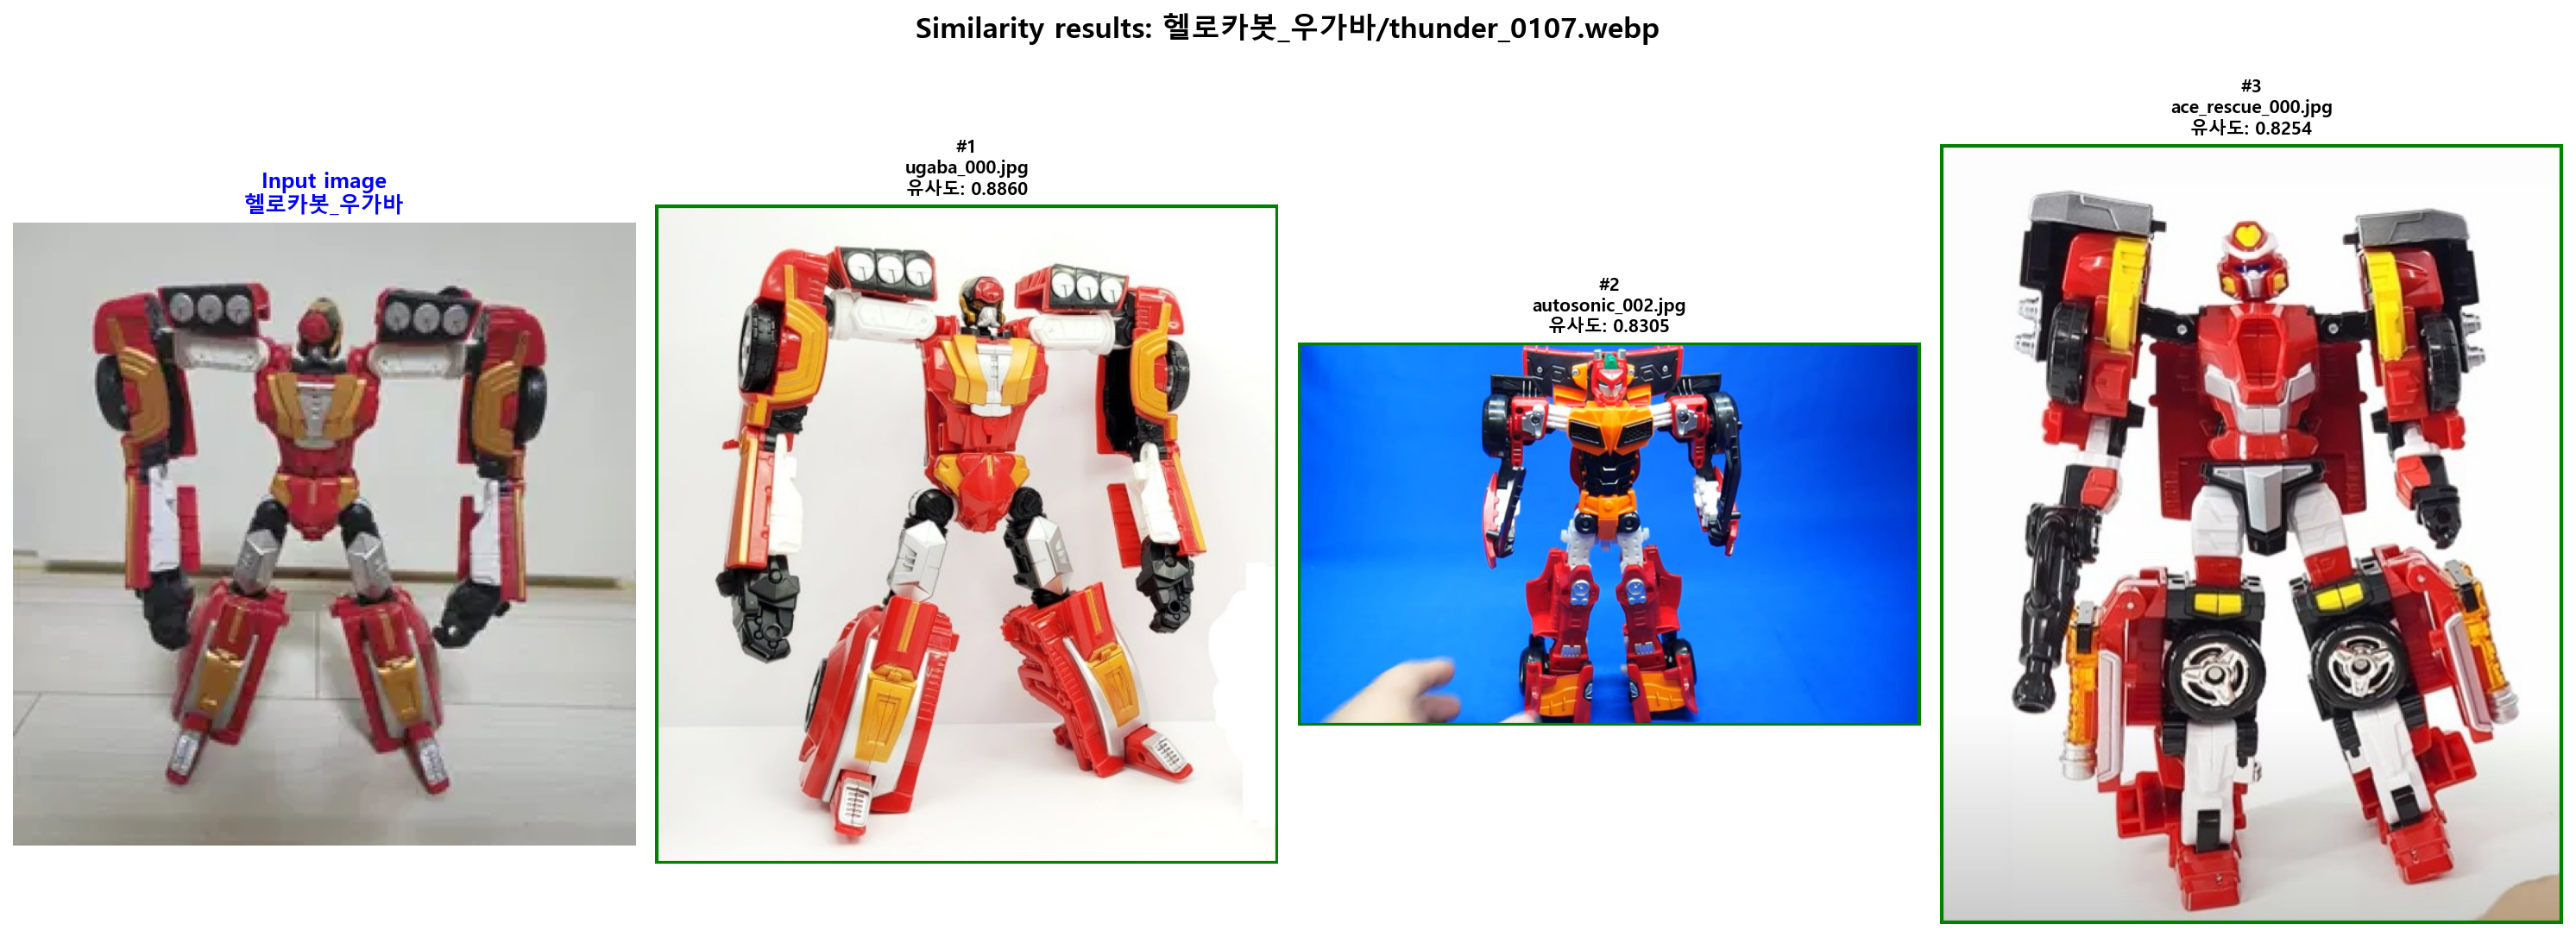 Similarity results: 헬로카봇_우가바/thunder_0107.webp
Input image
헬로카봇_우가바
#1
ugaba_000.jpg
유사도: 0.8860
#2
autosonic_002.jpg
유사도: 0.8305
#3
ace_rescue_000.jpg
유사도: 0.8254